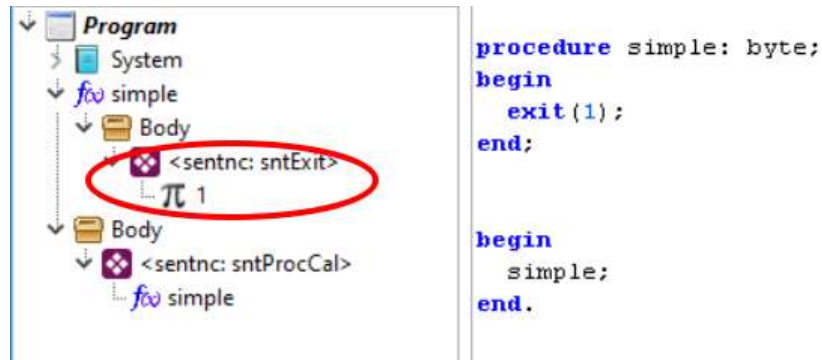 Program
System
f(x) simple
Body
<sentnc: sntExit>
π 1
Body
<sentnc: sntProcCal>
f(x) simple
procedure simple: byte;
begin
exit(1);
end;
begin
simple;
end.